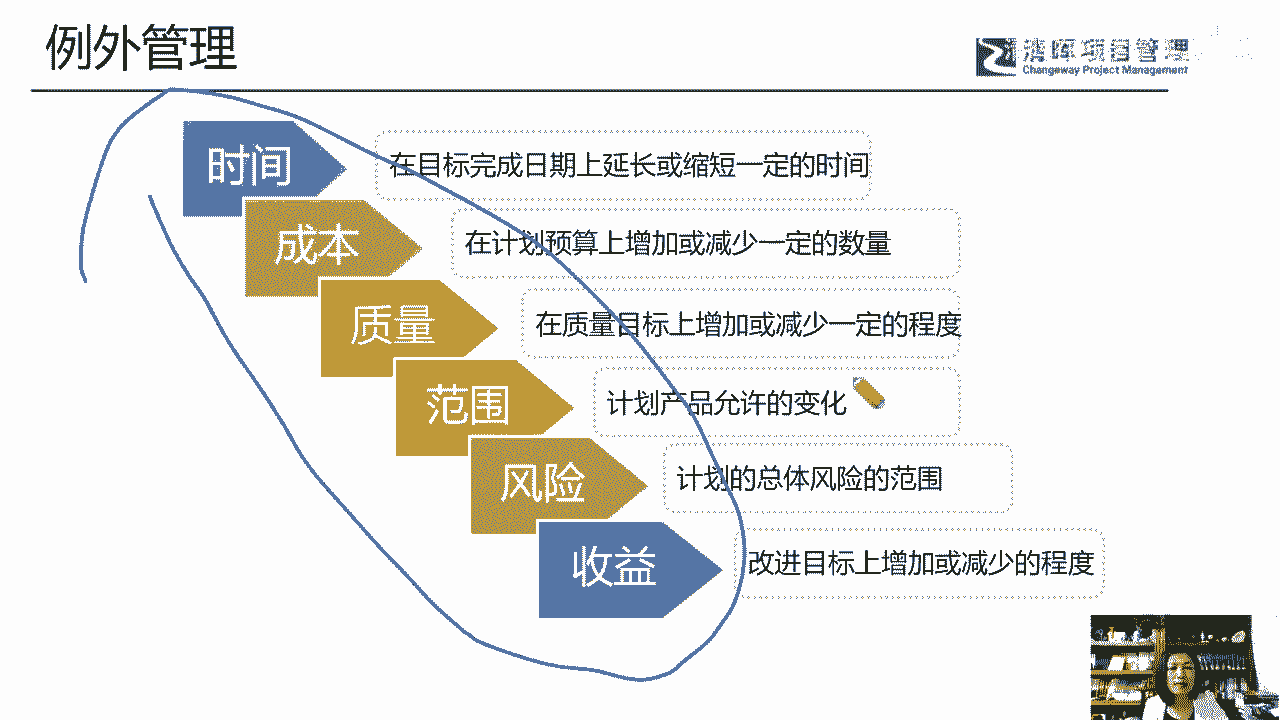 例外管理
清晖项目管理
Changeway Project Management
时间
在目标完成日期上延长或缩短一定的时间
成本
在计划预算上增加或减少一定的数量
质量
在质量目标上增加或减少一定的程度
范围
计划产品允许的变化
风险
计划的总体风险的范围
收益
改进目标上增加或减少的程度